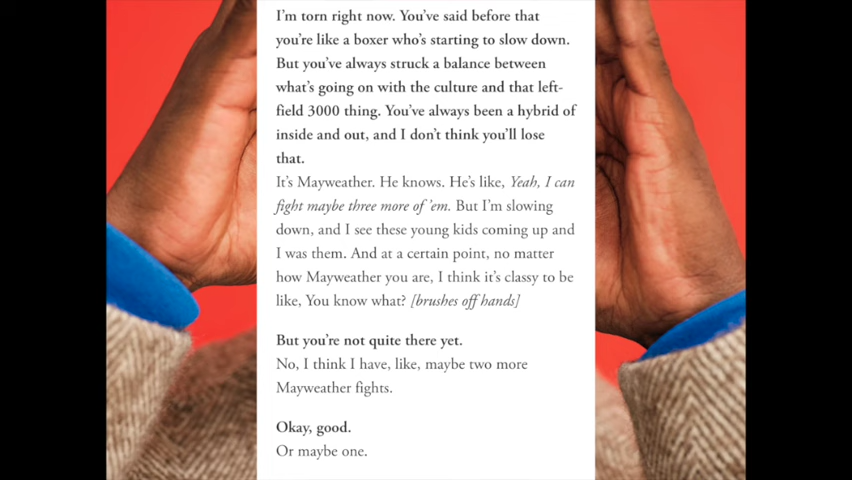 I'm torn right now. You've said before that
you're like a boxer who's starting to slow down.
But you've always struck a balance between
what's going on with the culture and that left-
field 3000 thing. You've always been a hybrid of
inside and out, and I don't think you'll lose
that.
It's Mayweather. He knows. He's like, Yeah, I can
fight maybe three more of 'em. But I'm slowing
down, and I see these young kids coming up and
I was them. And at a certain point, no matter
how Mayweather you are, I think it's classy to be
like, You know what? [brushes off hands]
But you're not quite there yet.
No, I think I have, like, maybe two more
Mayweather fights.
Okay, good.
Or maybe one.